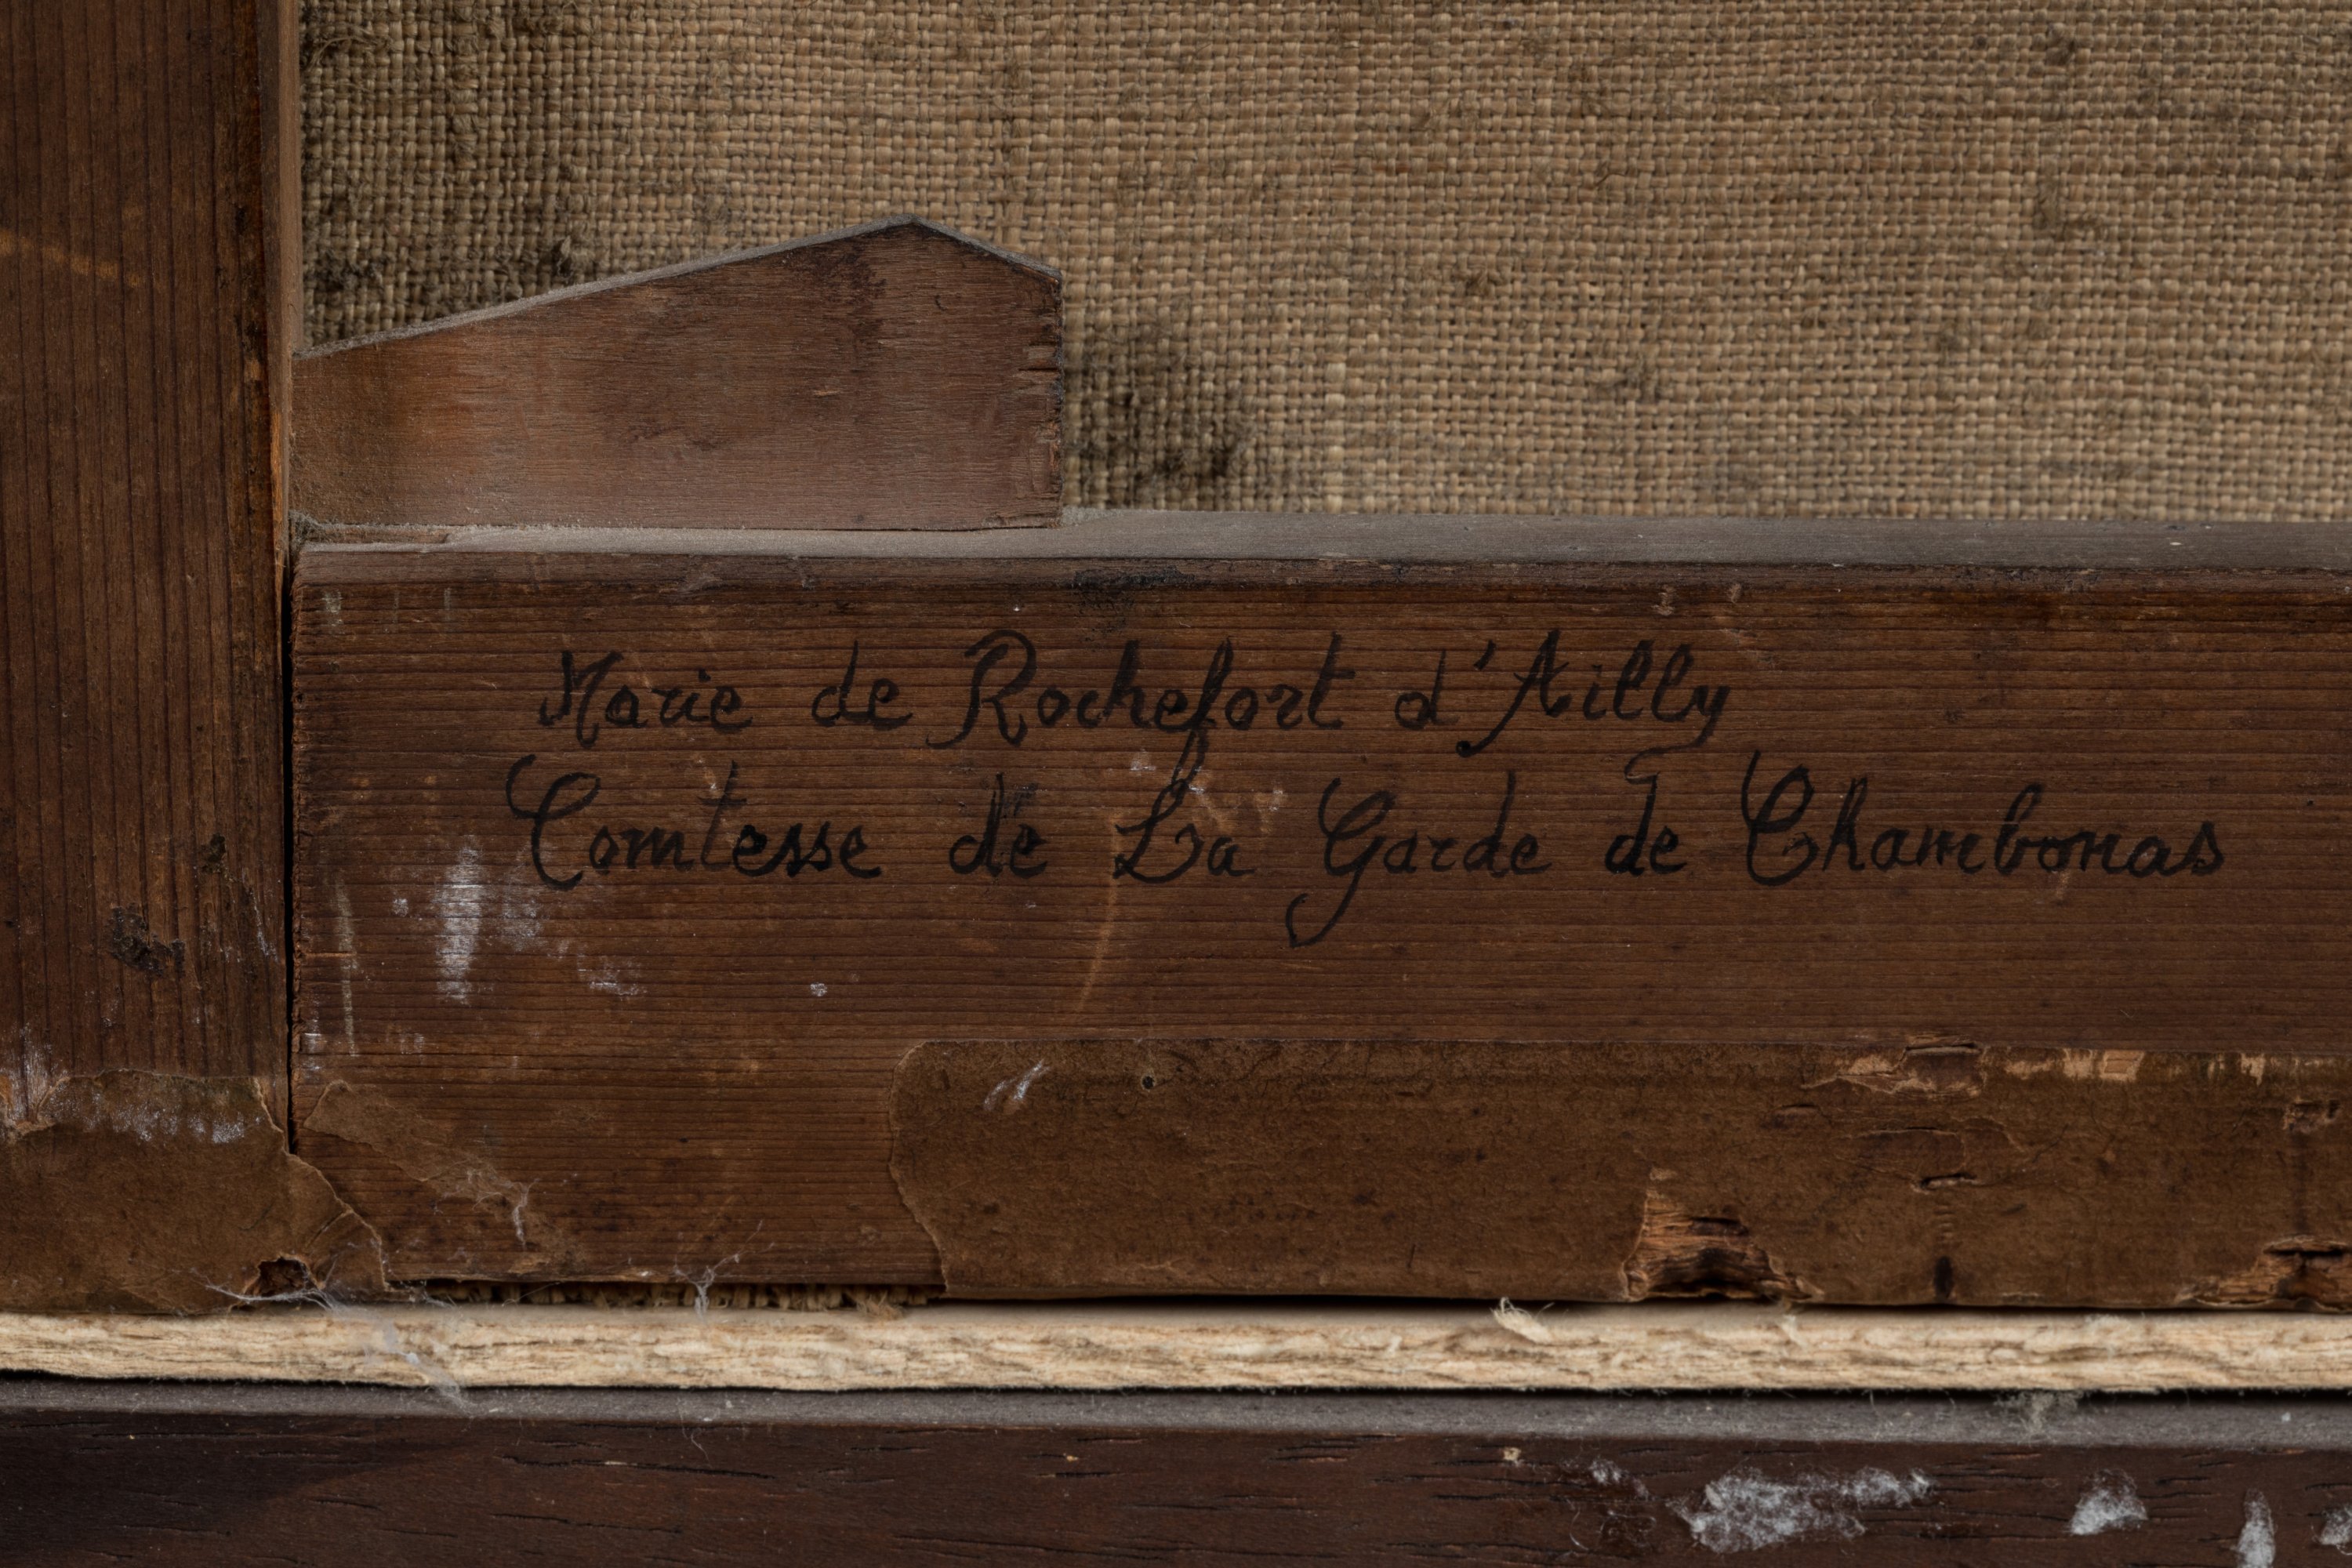 Marie de Rochefort d'Ailly
Comtesse de La Garde de Chambonas